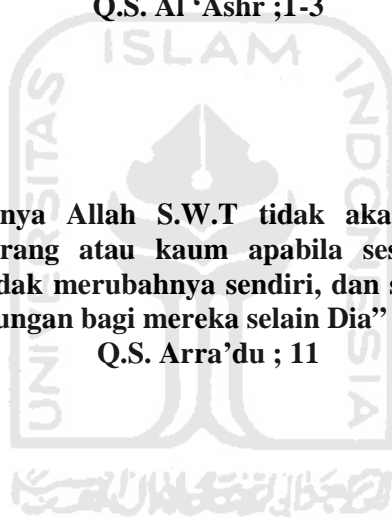 Q.S. Al ‘Ashr ;1-3
ISLAM
UNIVERSITAS
nya Allah S.W.T tidak aka
rang atau kaum apabila ses
dak merubahnya sendiri, dan s
ungan bagi mereka selain Dia”
Q.S. Arra’du ; 11